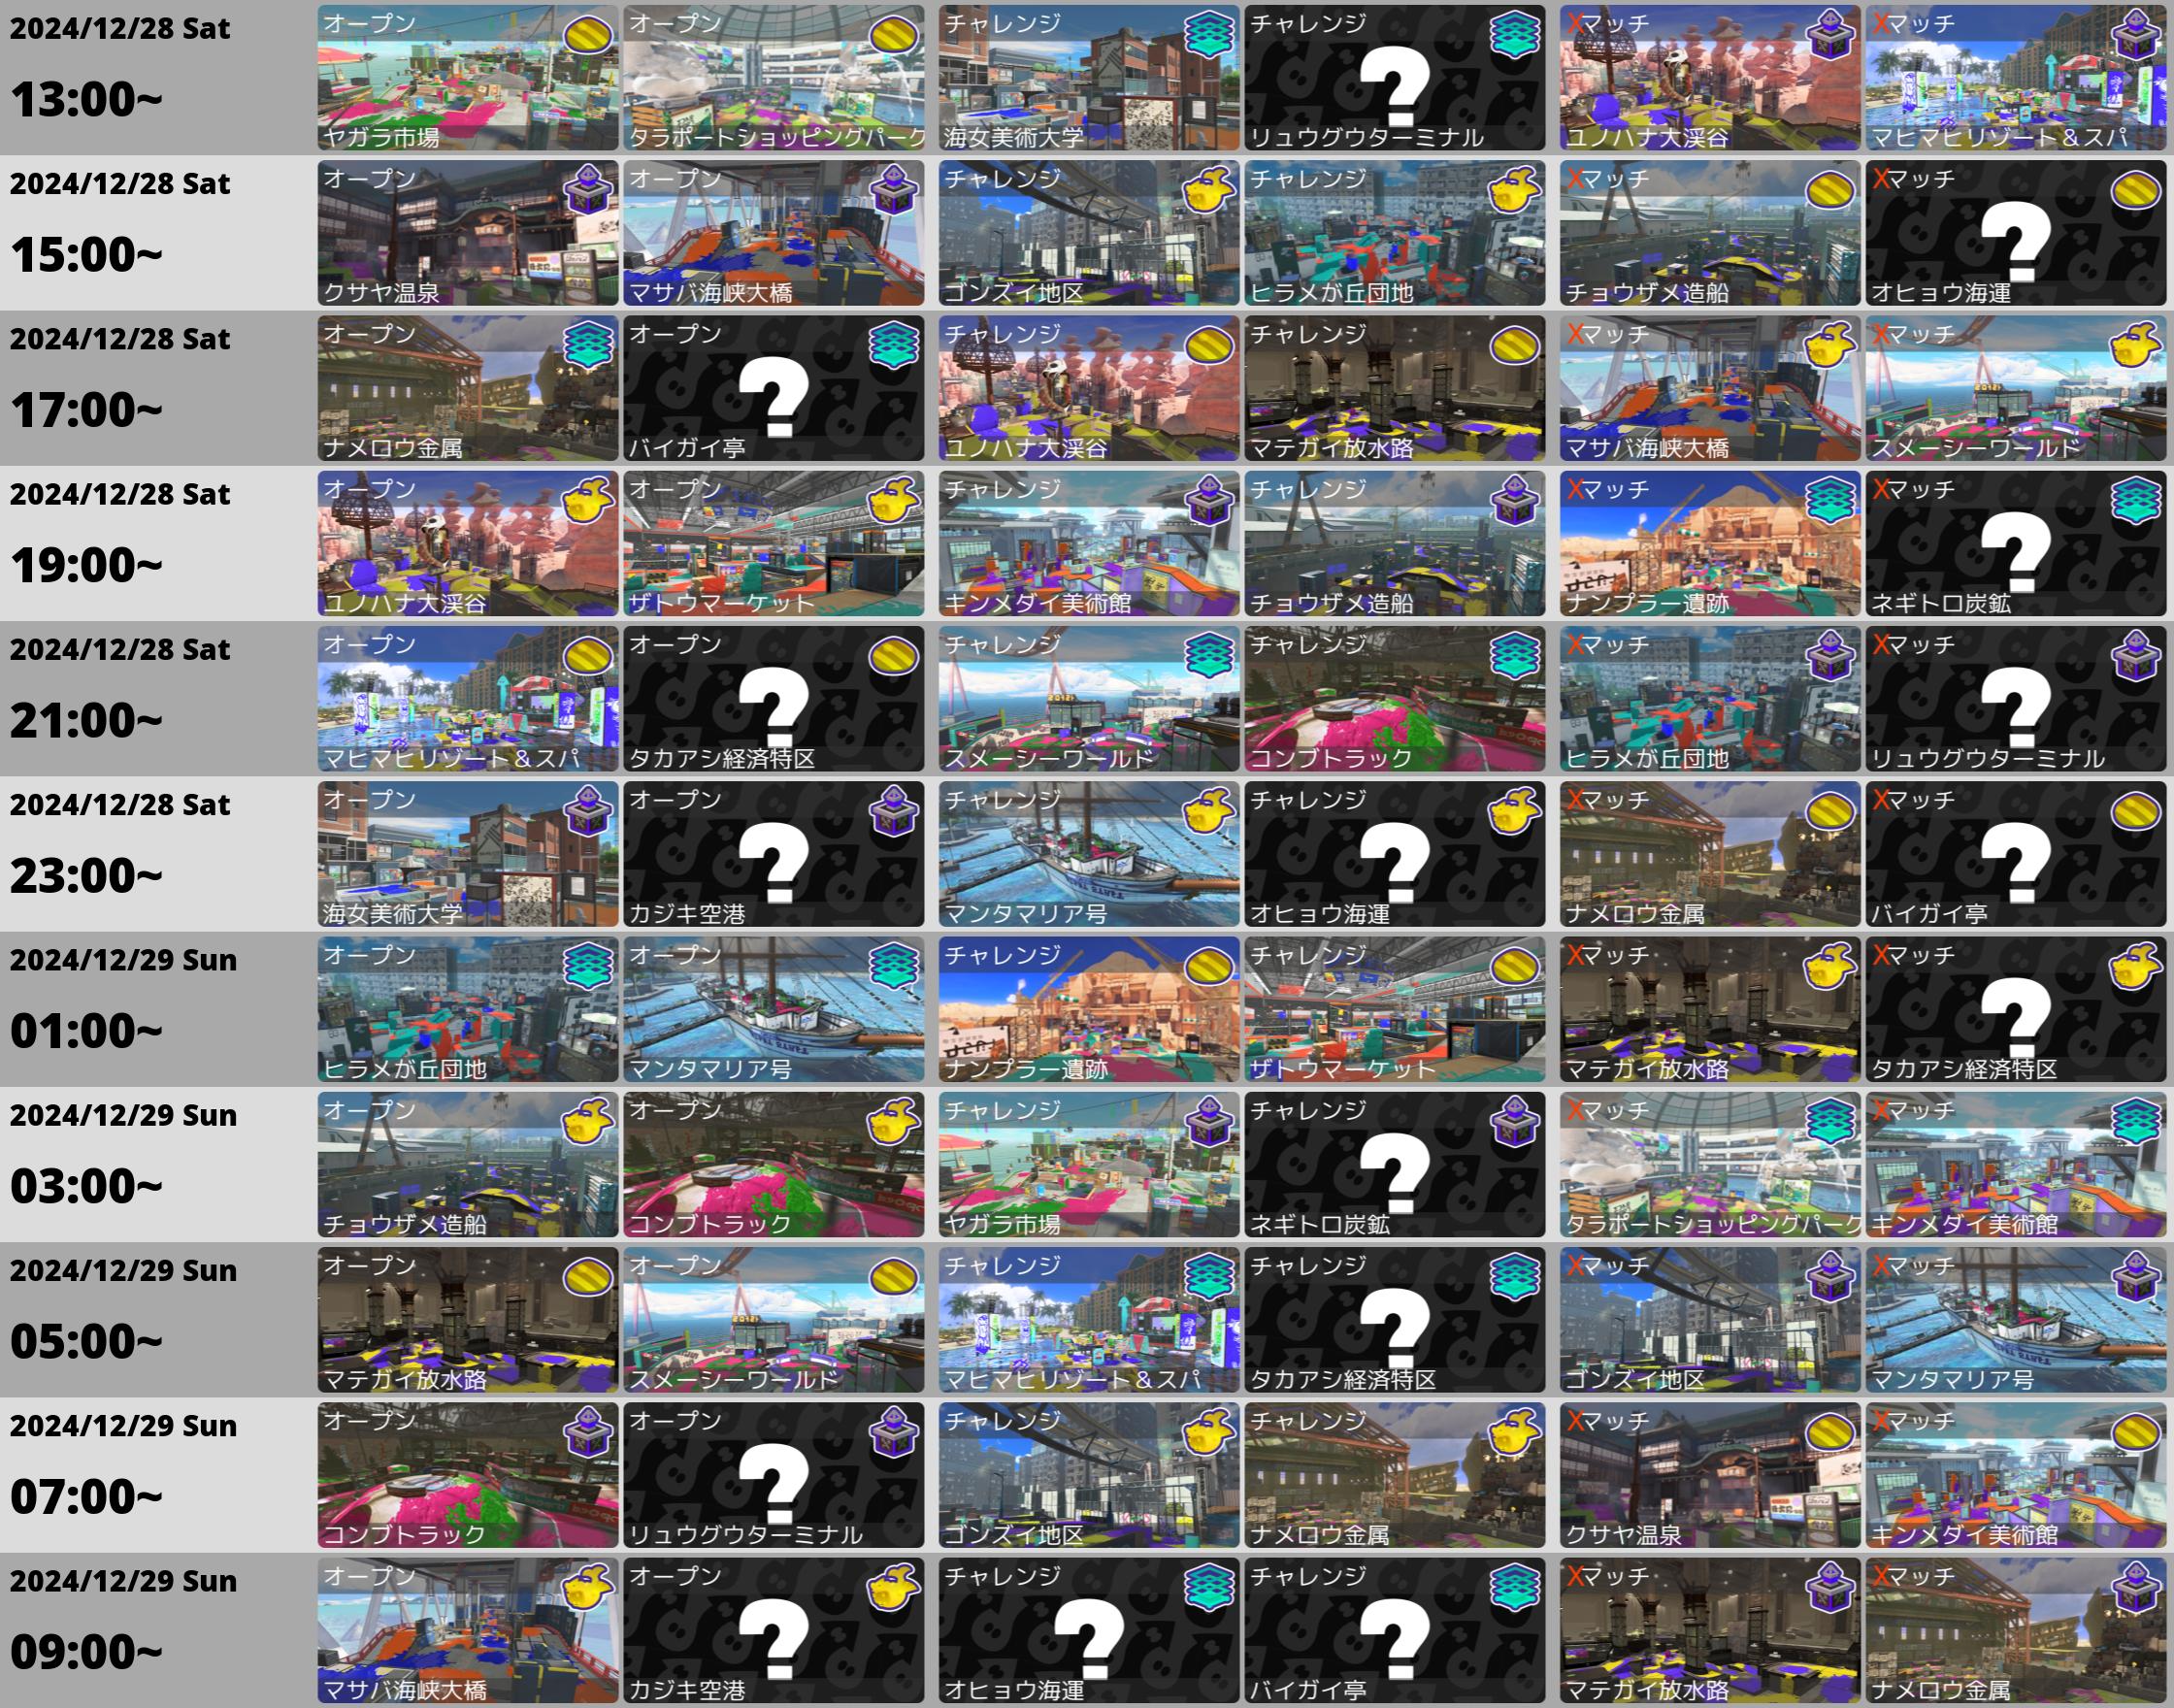 2024/12/28 Sat
13:00~
オープン
ヤガラ市場
オープン
タラポートショッピングパーク
チャレンジ
海女美術大学
チャレンジ
リュウグウターミナル
Xマッチ
ユノハナ大渓谷
Xマッチ
マヒマヒリゾート&スパ
2024/12/28 Sat
15:00~
オープン
クサヤ温泉
オープン
マサバ海峡大橋
チャレンジ
ゴンズイ地区
チャレンジ
ヒラメが丘団地
Xマッチ
チョウザメ造船
Xマッチ
オヒョウ海運
2024/12/28 Sat
17:00~
オープン
ナメロウ金属
オープン
バイガイ亭
チャレンジ
ユノハナ大渓谷
チャレンジ
マテガイ放水路
Xマッチ
マサバ海峡大橋
Xマッチ
スメーシーワールド
2024/12/28 Sat
19:00~
オープン
ユノハナ大渓谷
オープン
ザトウマーケット
チャレンジ
キンメダイ美術館
チャレンジ
チョウザメ造船
Xマッチ
ナンプラー遺跡
Xマッチ
ネギトロ炭鉱
2024/12/28 Sat
21:00~
オープン
マヒマヒリゾート&スパ
オープン
タカアシ経済特区
チャレンジ
スメーシーワールド
チャレンジ
コンブトラック
Xマッチ
ヒラメが丘団地
Xマッチ
リュウグウターミナル
2024/12/28 Sat
23:00~
オープン
海女美術大学
オープン
カジキ空港
チャレンジ
マンタマリア号
チャレンジ
オヒョウ海運
Xマッチ
ナメロウ金属
Xマッチ
バイガイ亭
2024/12/29 Sun
01:00~
オープン
ヒラメが丘団地
オープン
マンタマリア号
チャレンジ
ナンプラー遺跡
チャレンジ
ザトウマーケット
Xマッチ
マテガイ放水路
Xマッチ
タカアシ経済特区
2024/12/29 Sun
03:00~
オープン
チョウザメ造船
オープン
コンブトラック
チャレンジ
ヤガラ市場
チャレンジ
ネギトロ炭鉱
Xマッチ
タラポートショッピングパーク
Xマッチ
キンメダイ美術館
2024/12/29 Sun
05:00~
オープン
マテガイ放水路
オープン
スメーシーワールド
チャレンジ
マヒマヒリゾート&スパ
チャレンジ
タカアシ経済特区
Xマッチ
ゴンズイ地区
Xマッチ
マンタマリア号
2024/12/29 Sun
07:00~
オープン
コンブトラック
オープン
リュウグウターミナル
チャレンジ
ゴンズイ地区
チャレンジ
ナメロウ金属
Xマッチ
クサヤ温泉
Xマッチ
キンメダイ美術館
2024/12/29 Sun
09:00~
オープン
マサバ海峡大橋
オープン
カジキ空港
チャレンジ
オヒョウ海運
チャレンジ
バイガイ亭
Xマッチ
マテガイ放水路
Xマッチ
ナメロウ金属